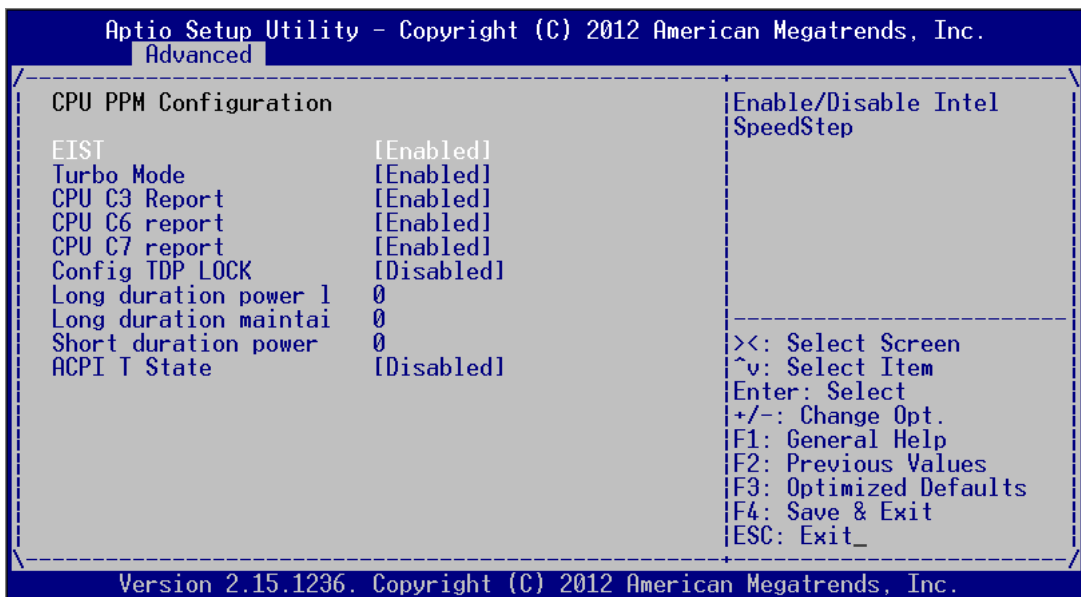 Aptio Setup Utility – Copyright (C) 2012 American Megatrends, Inc.
Advanced
CPU PPM Configuration
EIST [Enabled]
Turbo Mode [Enabled]
CPU C3 Report [Enabled]
CPU C6 report [Enabled]
CPU C7 report [Enabled]
Config TDP LOCK [Disabled]
Long duration power l 0
Long duration maintai 0
Short duration power 0
ACPI T State [Disabled]
Enable/Disable Intel
SpeedStep
><: Select Screen
^v: Select Item
Enter: Select
+/-: Change Opt.
F1: General Help
F2: Previous Values
F3: Optimized Defaults
F4: Save & Exit
ESC: Exit_
Version 2.15.1236. Copyright (C) 2012 American Megatrends, Inc.